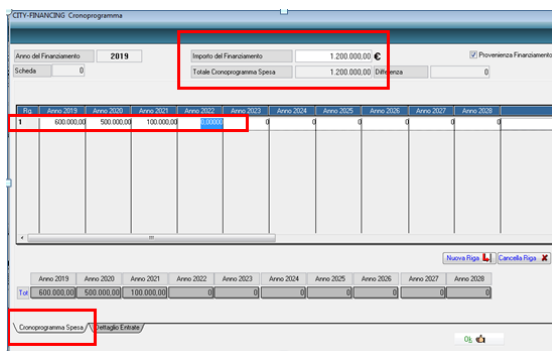 CITY-FINANCING Cronoprogramma
Anno del Finanziamento 2019 Importo del Finanziamento 1.200.000,00 € Provenienza Finanziamento
Scheda 0 Totale Cronoprogramma Spesa 1.200.000,00 Differenza 0
Rig Anno 2019 Anno 2020 Anno 2021 Anno 2022 Anno 2023 Anno 2024 Anno 2025 Anno 2026 Anno 2027 Anno 2028
1 600.000,00 500.000,00 100.000,00 0,00000 0 0 0 0 0 0
Nuova Riga Cancella Riga
Anno 2019 Anno 2020 Anno 2021 Anno 2022 Anno 2023 Anno 2024 Anno 2025 Anno 2026 Anno 2027 Anno 2028
Tot 600.000,00 500.000,00 100.000,00 0 0 0 0 0 0 0
Cronoprogramma Spesa Dettaglio Entrate
Ok